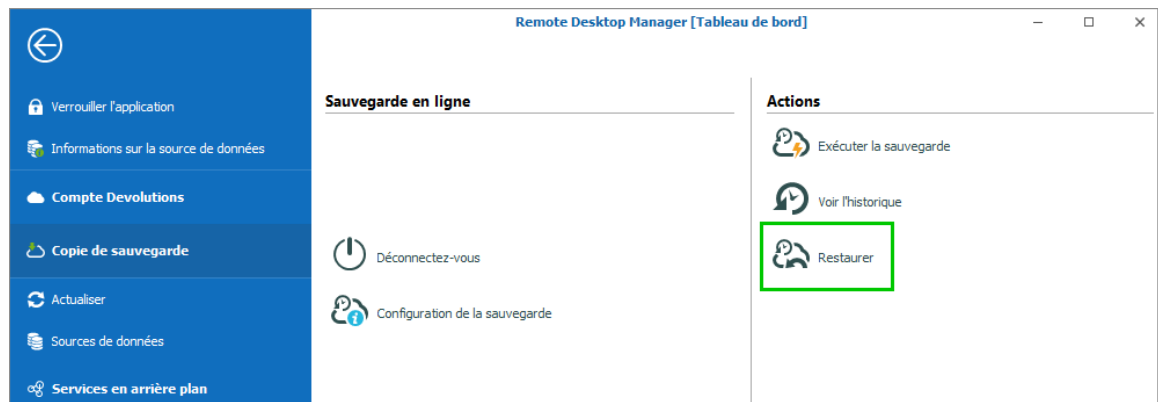 Remote Desktop Manager [Tableau de bord]
Verrouiller l'application
Informations sur la source de données
Compte Devolutions
Copie de sauvegarde
Actualiser
Sources de données
Services en arrière plan
Sauvegarde en ligne
Déconnectez-vous
Configuration de la sauvegarde
Actions
Exécuter la sauvegarde
Voir l'historique
Restaurer